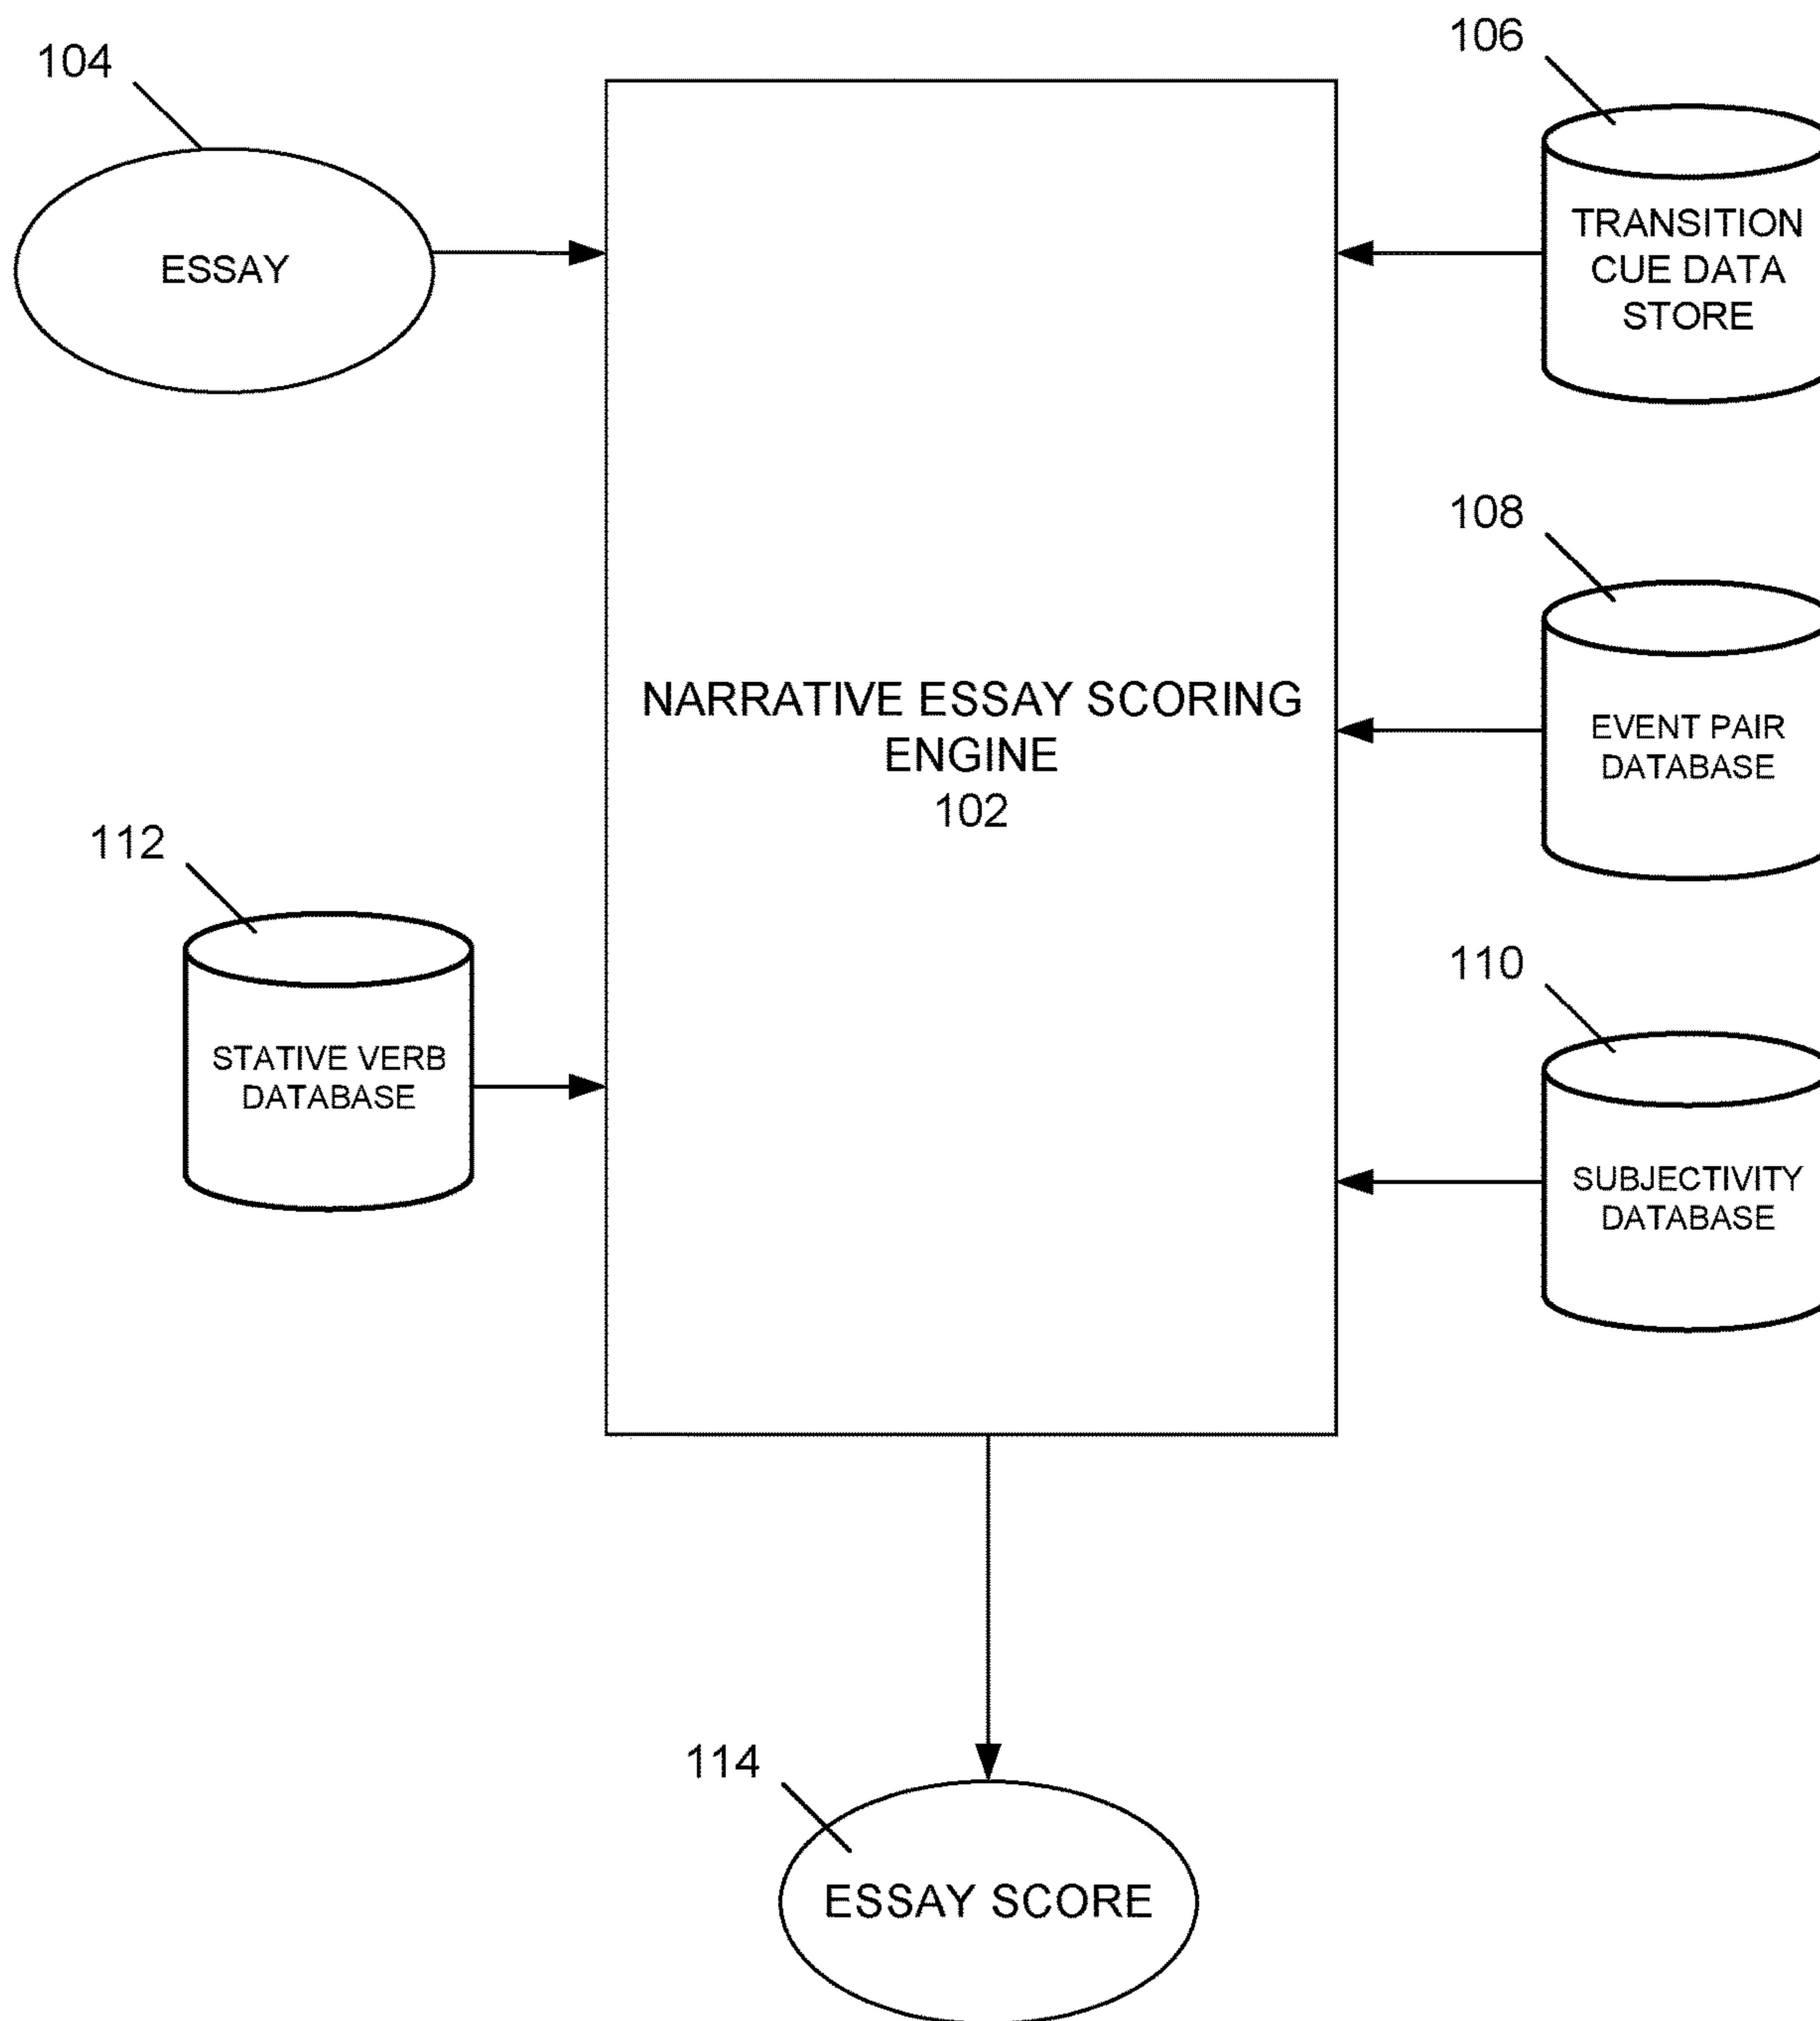 104
ESSAY
106
TRANSITION
CUE DATA
STORE
108
EVENT PAIR
DATABASE
NARRATIVE ESSAY SCORING
ENGINE
102
112
STATIVE VERB
DATABASE
110
SUBJECTIVITY
DATABASE
114
ESSAY SCORE